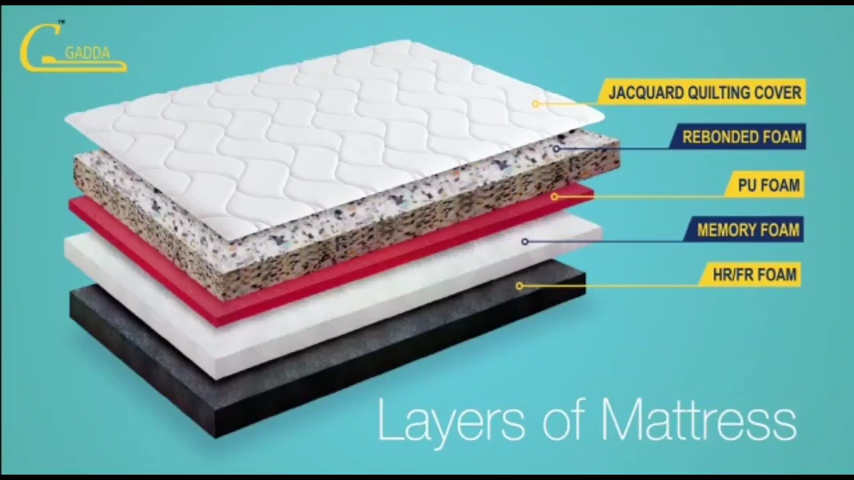 GADDA
JACQUARD QUILTING COVER
REBONDED FOAM
PU FOAM
MEMORY FOAM
HR/FR FOAM
Layers of Mattress